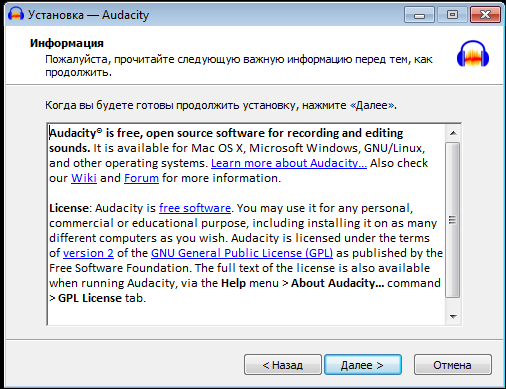 Установка — Audacity
Информация
Пожалуйста, прочитайте следующую важную информацию перед тем, как
продолжить.
Когда вы будете готовы продолжить установку, нажмите «Далее».
Audacity® is free, open source software for recording and editing
sounds. It is available for Mac OS X, Microsoft Windows, GNU/Linux,
and other operating systems. Learn more about Audacity... Also check
our Wiki and Forum for more information.
License: Audacity is free software. You may use it for any personal,
commercial or educational purpose, including installing it on as many
different computers as you wish. Audacity is licensed under the terms
of version 2 of the GNU General Public License (GPL) as published by the
Free Software Foundation. The full text of the license is also available
when running Audacity, via the Help menu > About Audacity... command
> GPL License tab.
< Назад
Далее >
Отмена